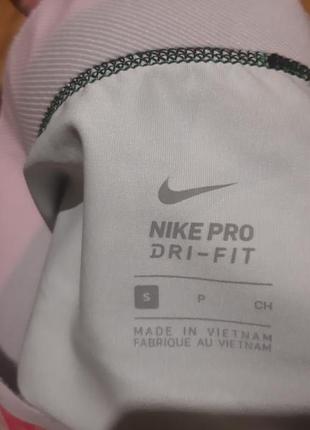 NIKE PRO
DRI-FIT
S P CH
MADE IN VIETNAM
FABRIQUE AU VIETNAM